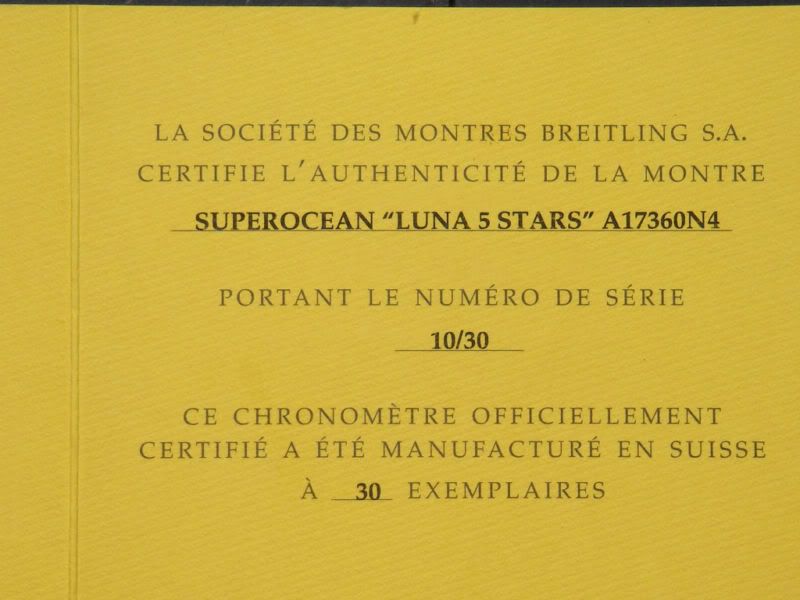 LA SOCIÉTÉ DES MONTRES BREITLING S.A.
CERTIFIE L'AUTHENTICITÉ DE LA MONTRE
SUPEROCEAN “LUNA 5 STARS” A17360N4
PORTANT LE NUMÉRO DE SÉRIE
10/30
CE CHRONOMÈTRE OFFICIELLEMENT
CERTIFIÉ A ÉTÉ MANUFACTURÉ EN SUISSE
À 30 EXEMPLAIRES